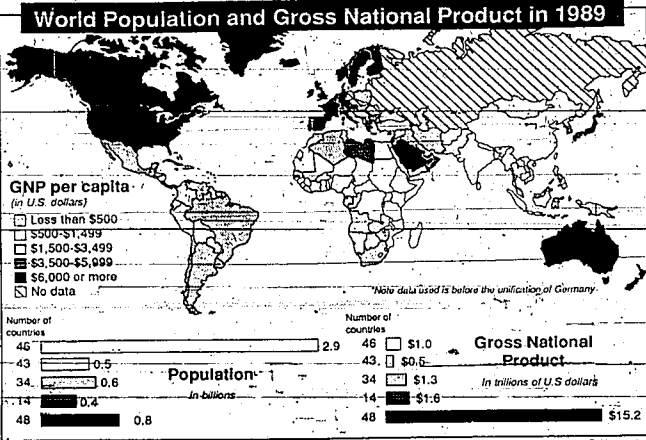 World Population and Gross National Product in 1989
GNP per capita
(in U.S. dollars)
Less than $500
$500-$1,499
$1,500-$3,499
$3,500-$5,999
$6,000 or more
No data
*Note data used is before the unification of Germany.
Number of
countries
46 2.9
43 0.5
34 0.6
14 0.4
48 0.8
Population
In billions
Number of
countries
46 $1.0
43 $0.5
34 $1.3
14 $1.6
48 $15.2
Gross National
Product
In trillions of U.S dollars